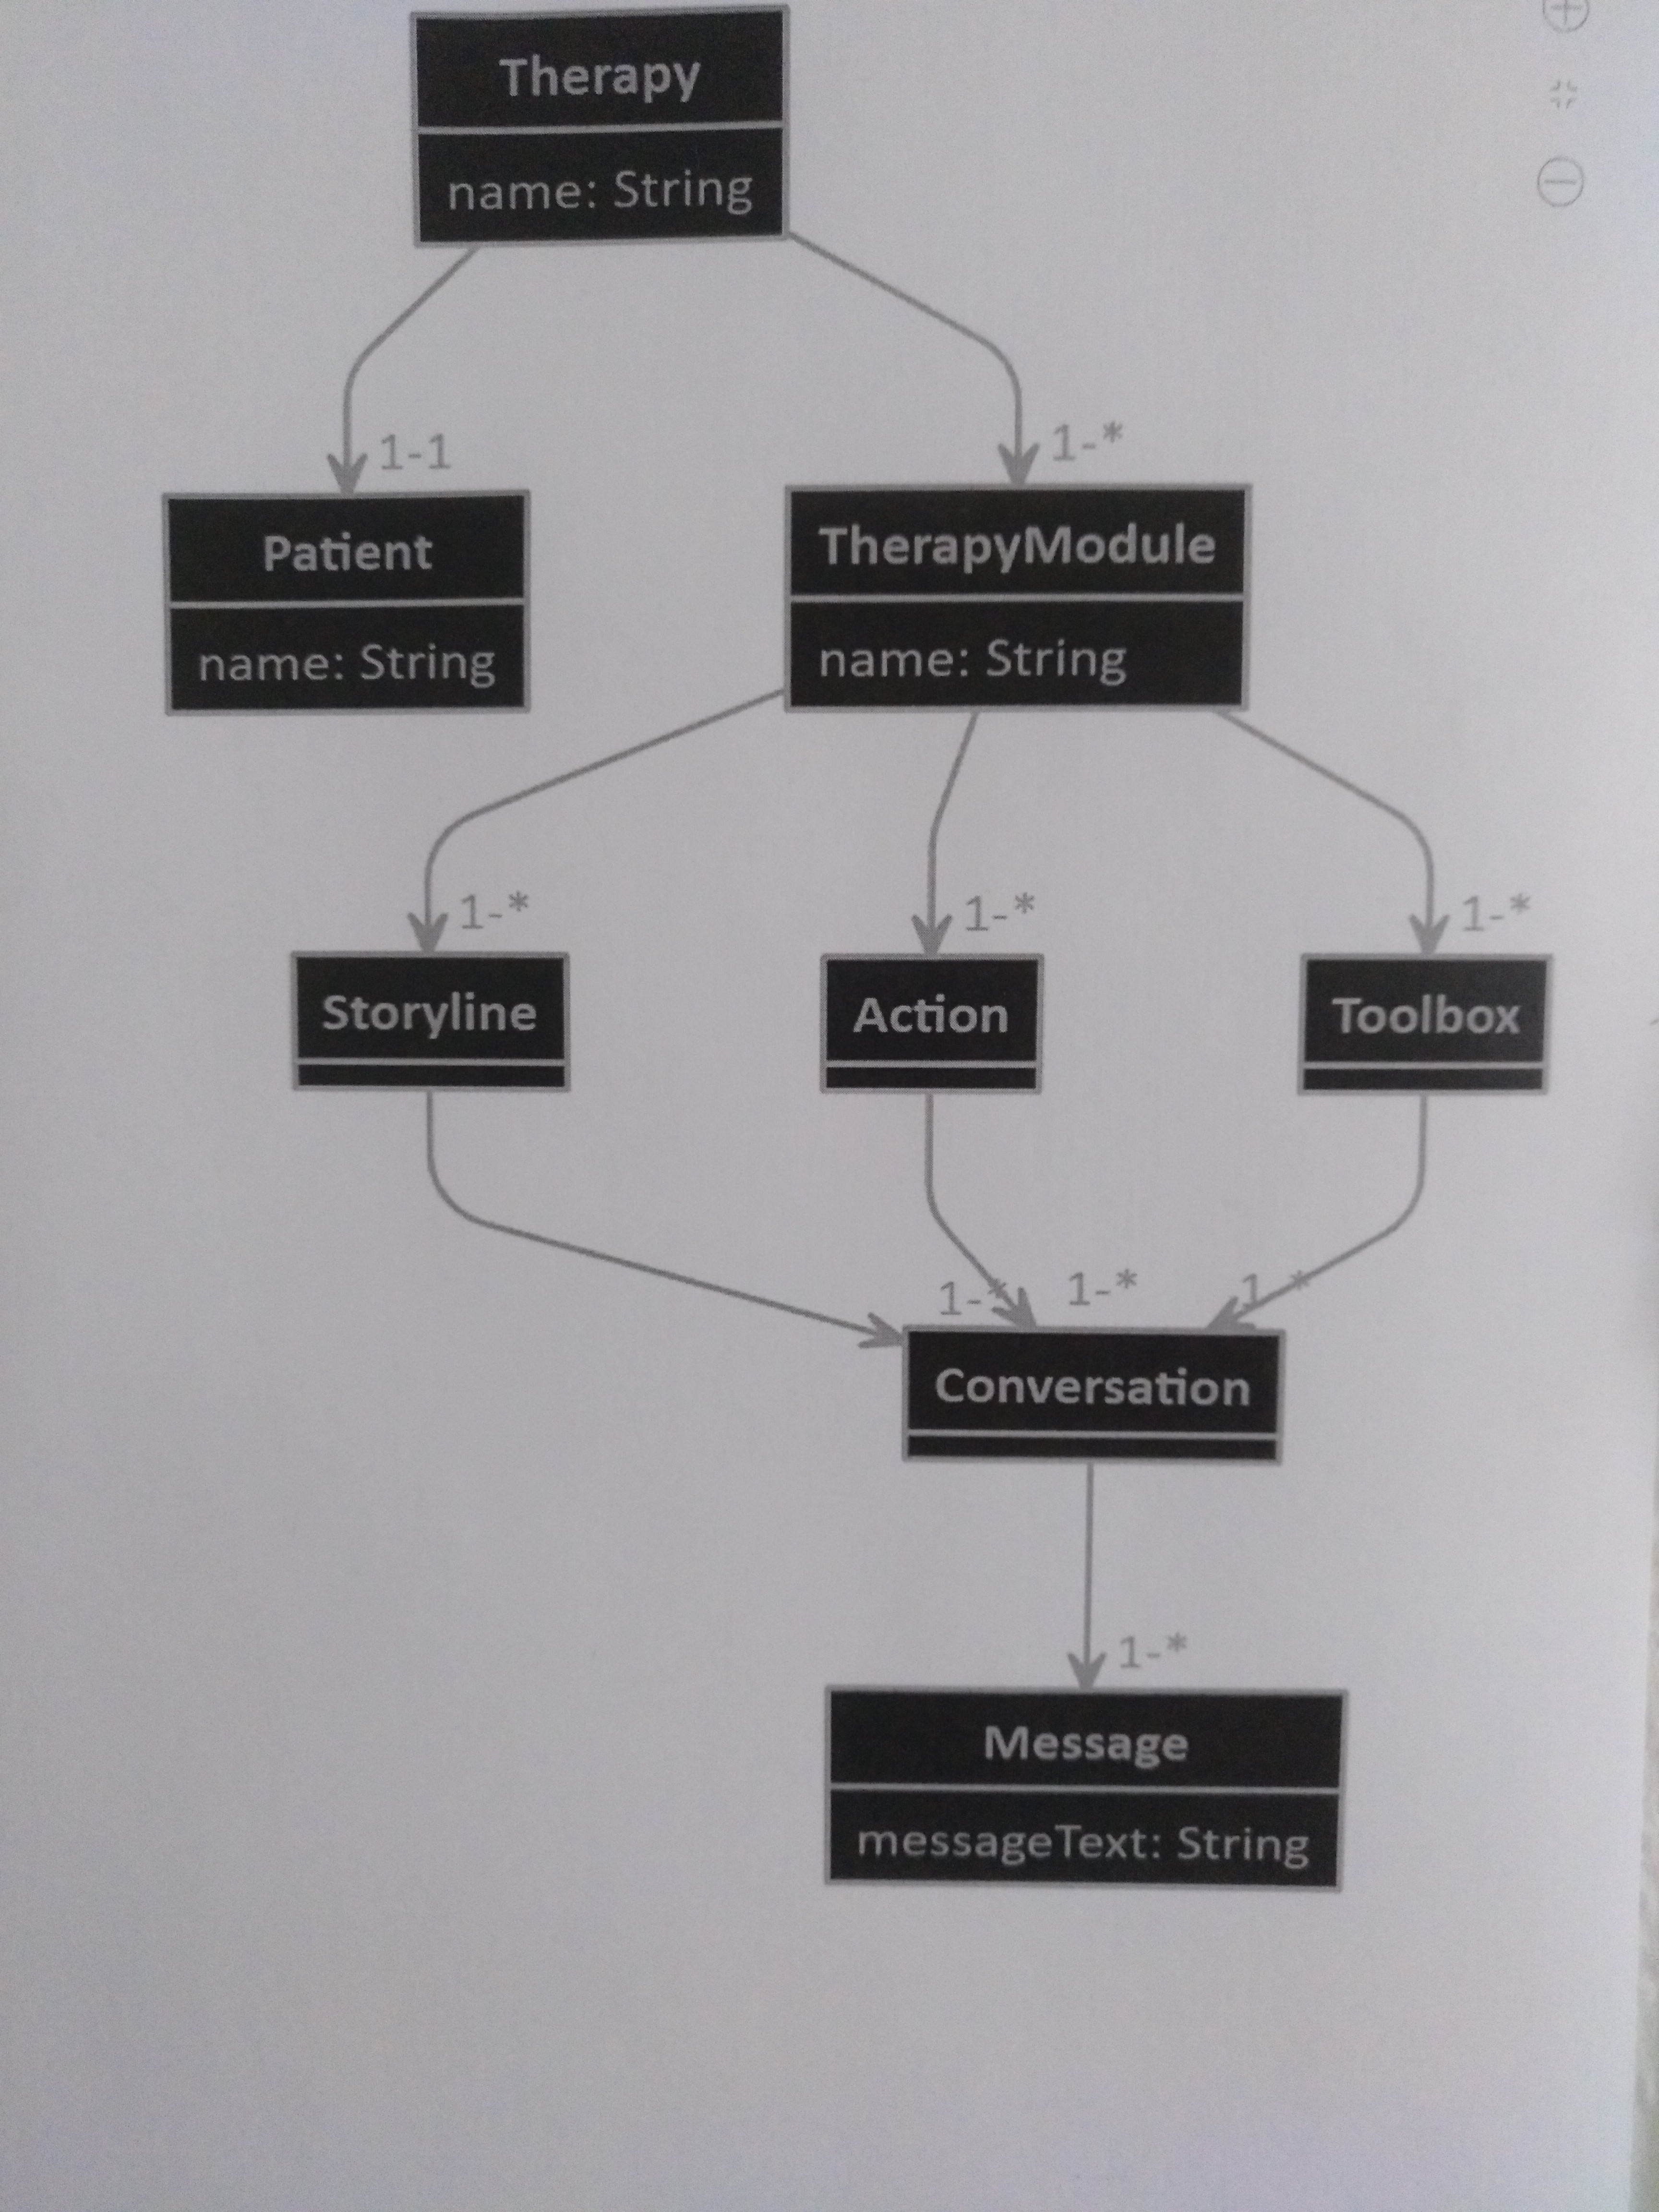 Therapy
name: String
1-1
1-*
Patient
name: String
TherapyModule
name: String
1-*
1-*
1-*
Storyline
Action
Toolbox
1-*
1-*
1-*
Conversation
1-*
Message
messageText: String